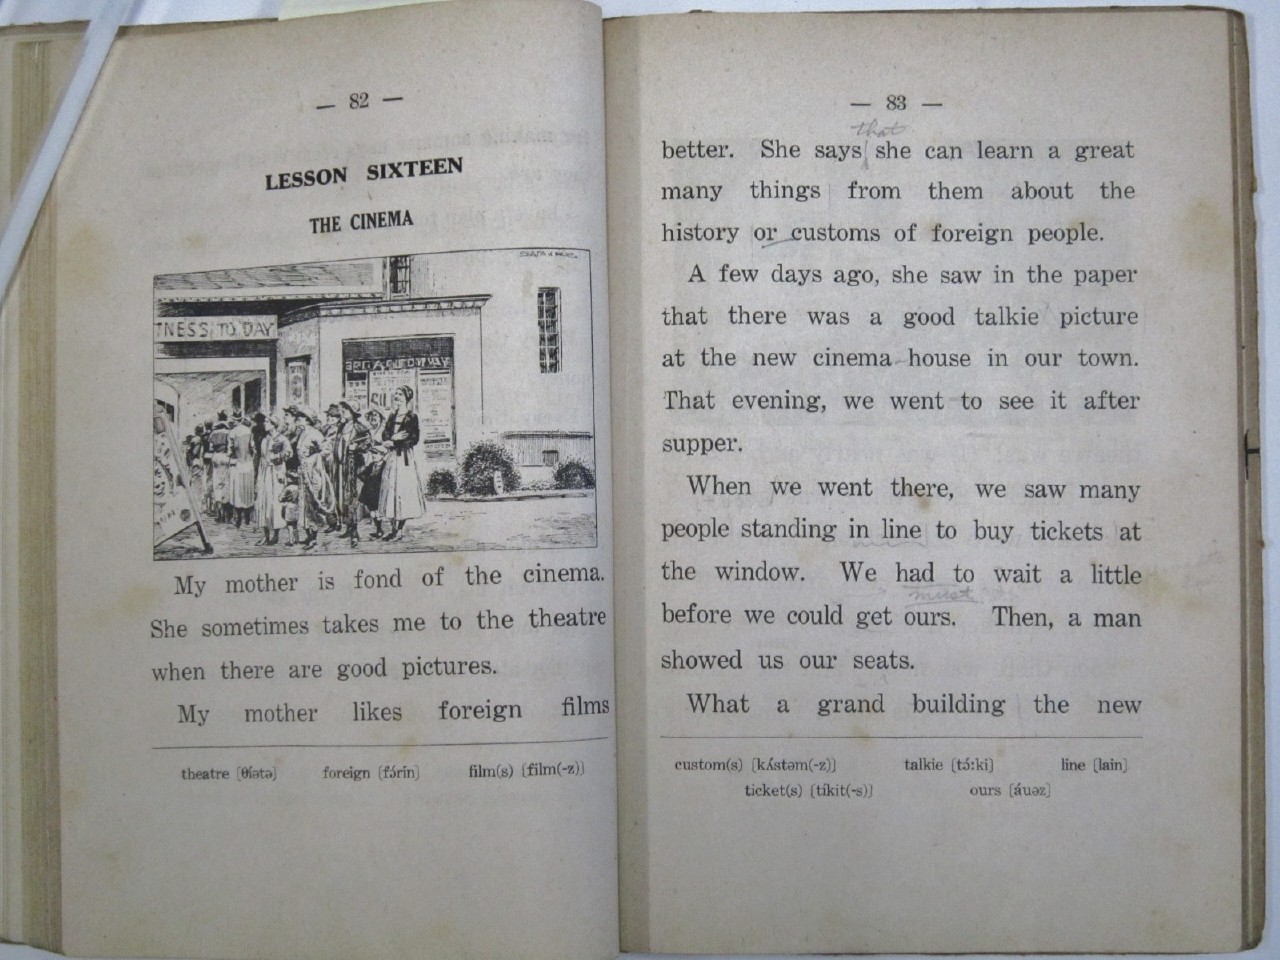 — 82 —
LESSON SIXTEEN
THE CINEMA
TNESS TO DAY
My mother is fond of the cinema.
She sometimes takes me to the theatre
when there are good pictures.
My mother likes foreign films
theatre [θíətə] foreign [fɔ́rin] film(s) [film(-z)]
— 83 —
that
better. She says she can learn a great
many things from them about the
history or customs of foreign people.
A few days ago, she saw in the paper
that there was a good talkie picture
at the new cinema house in our town.
That evening, we went to see it after
supper.
When we went there, we saw many
people standing in line to buy tickets at
the window. We had to wait a little
must
before we could get ours. Then, a man
showed us our seats.
What a grand building the new
custom(s) [kʌ́stəm(-z)] talkie [tɔ́:ki] line [lain]
ticket(s) [tíkit(-s)] ours [áuəz]